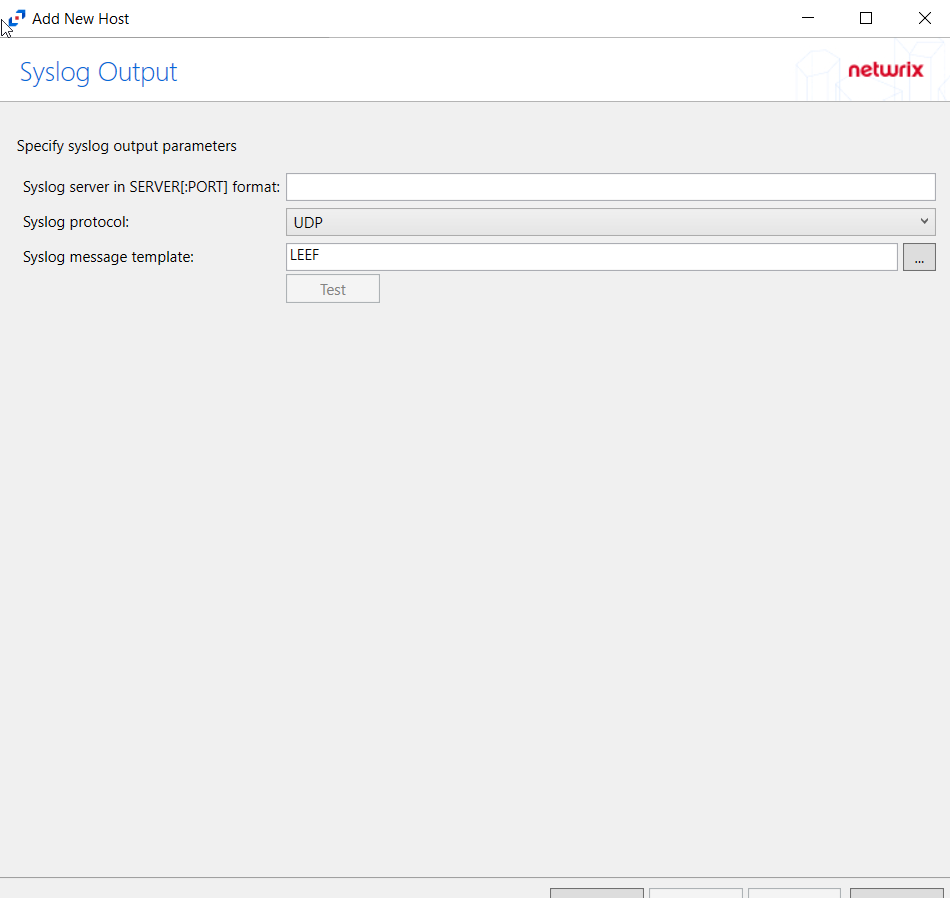 Add New Host
Syslog Output
netwrix
Specify syslog output parameters
Syslog server in SERVER[:PORT] format:
Syslog protocol:
UDP
Syslog message template:
LEEF
...
Test